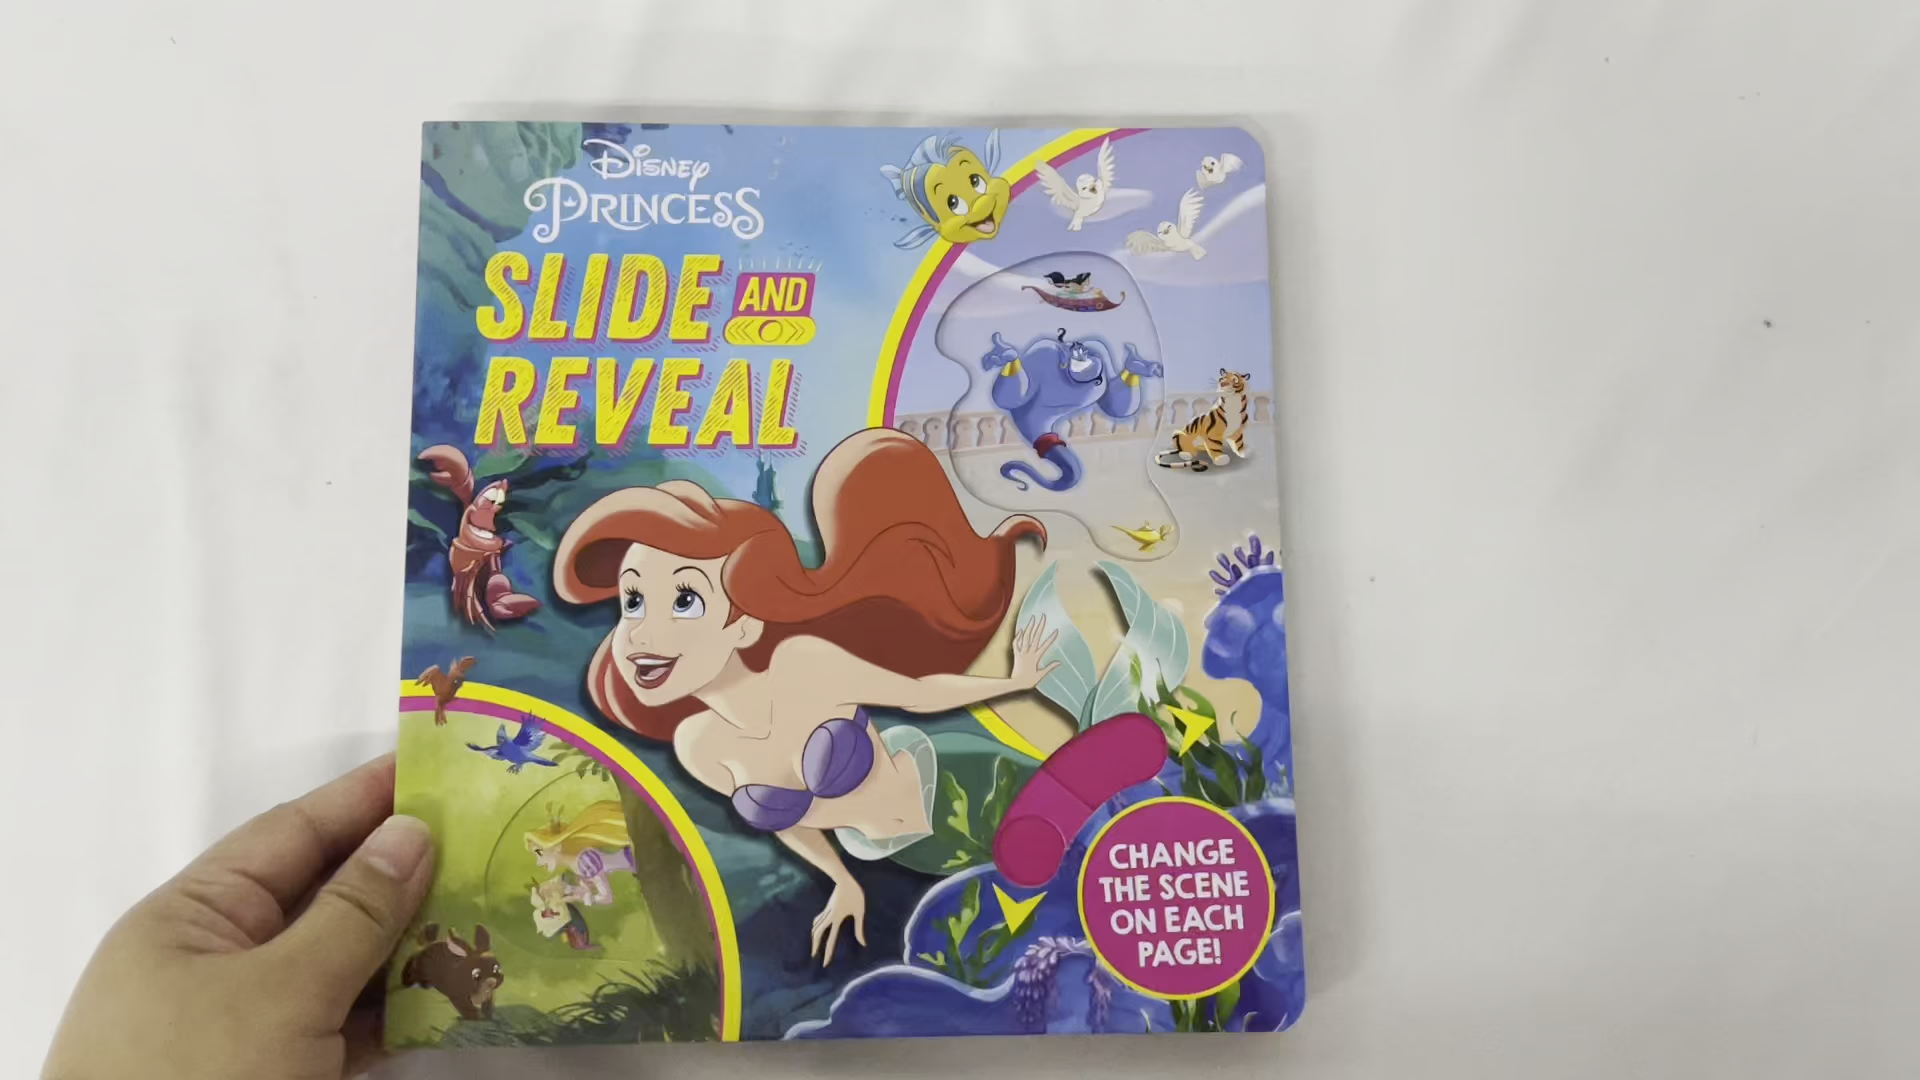 Disney
PRINCESS
SLIDE AND
REVEAL
CHANGE
THE SCENE
ON EACH
PAGE!